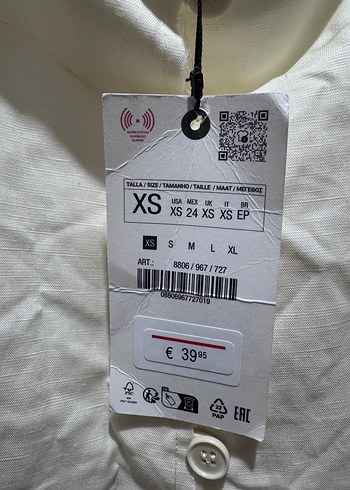 TALLA / SIZE / TAMANHO / TAILLE / MAAT / ΜΕΓΕΘΟΣ
XS
USA MEX UK IT BR
XS 24 XS XS EP
XS S M L XL
ART.: 8806 / 967 / 727
08806967727019
€ 39 95
FSC
22
PAP
EAC